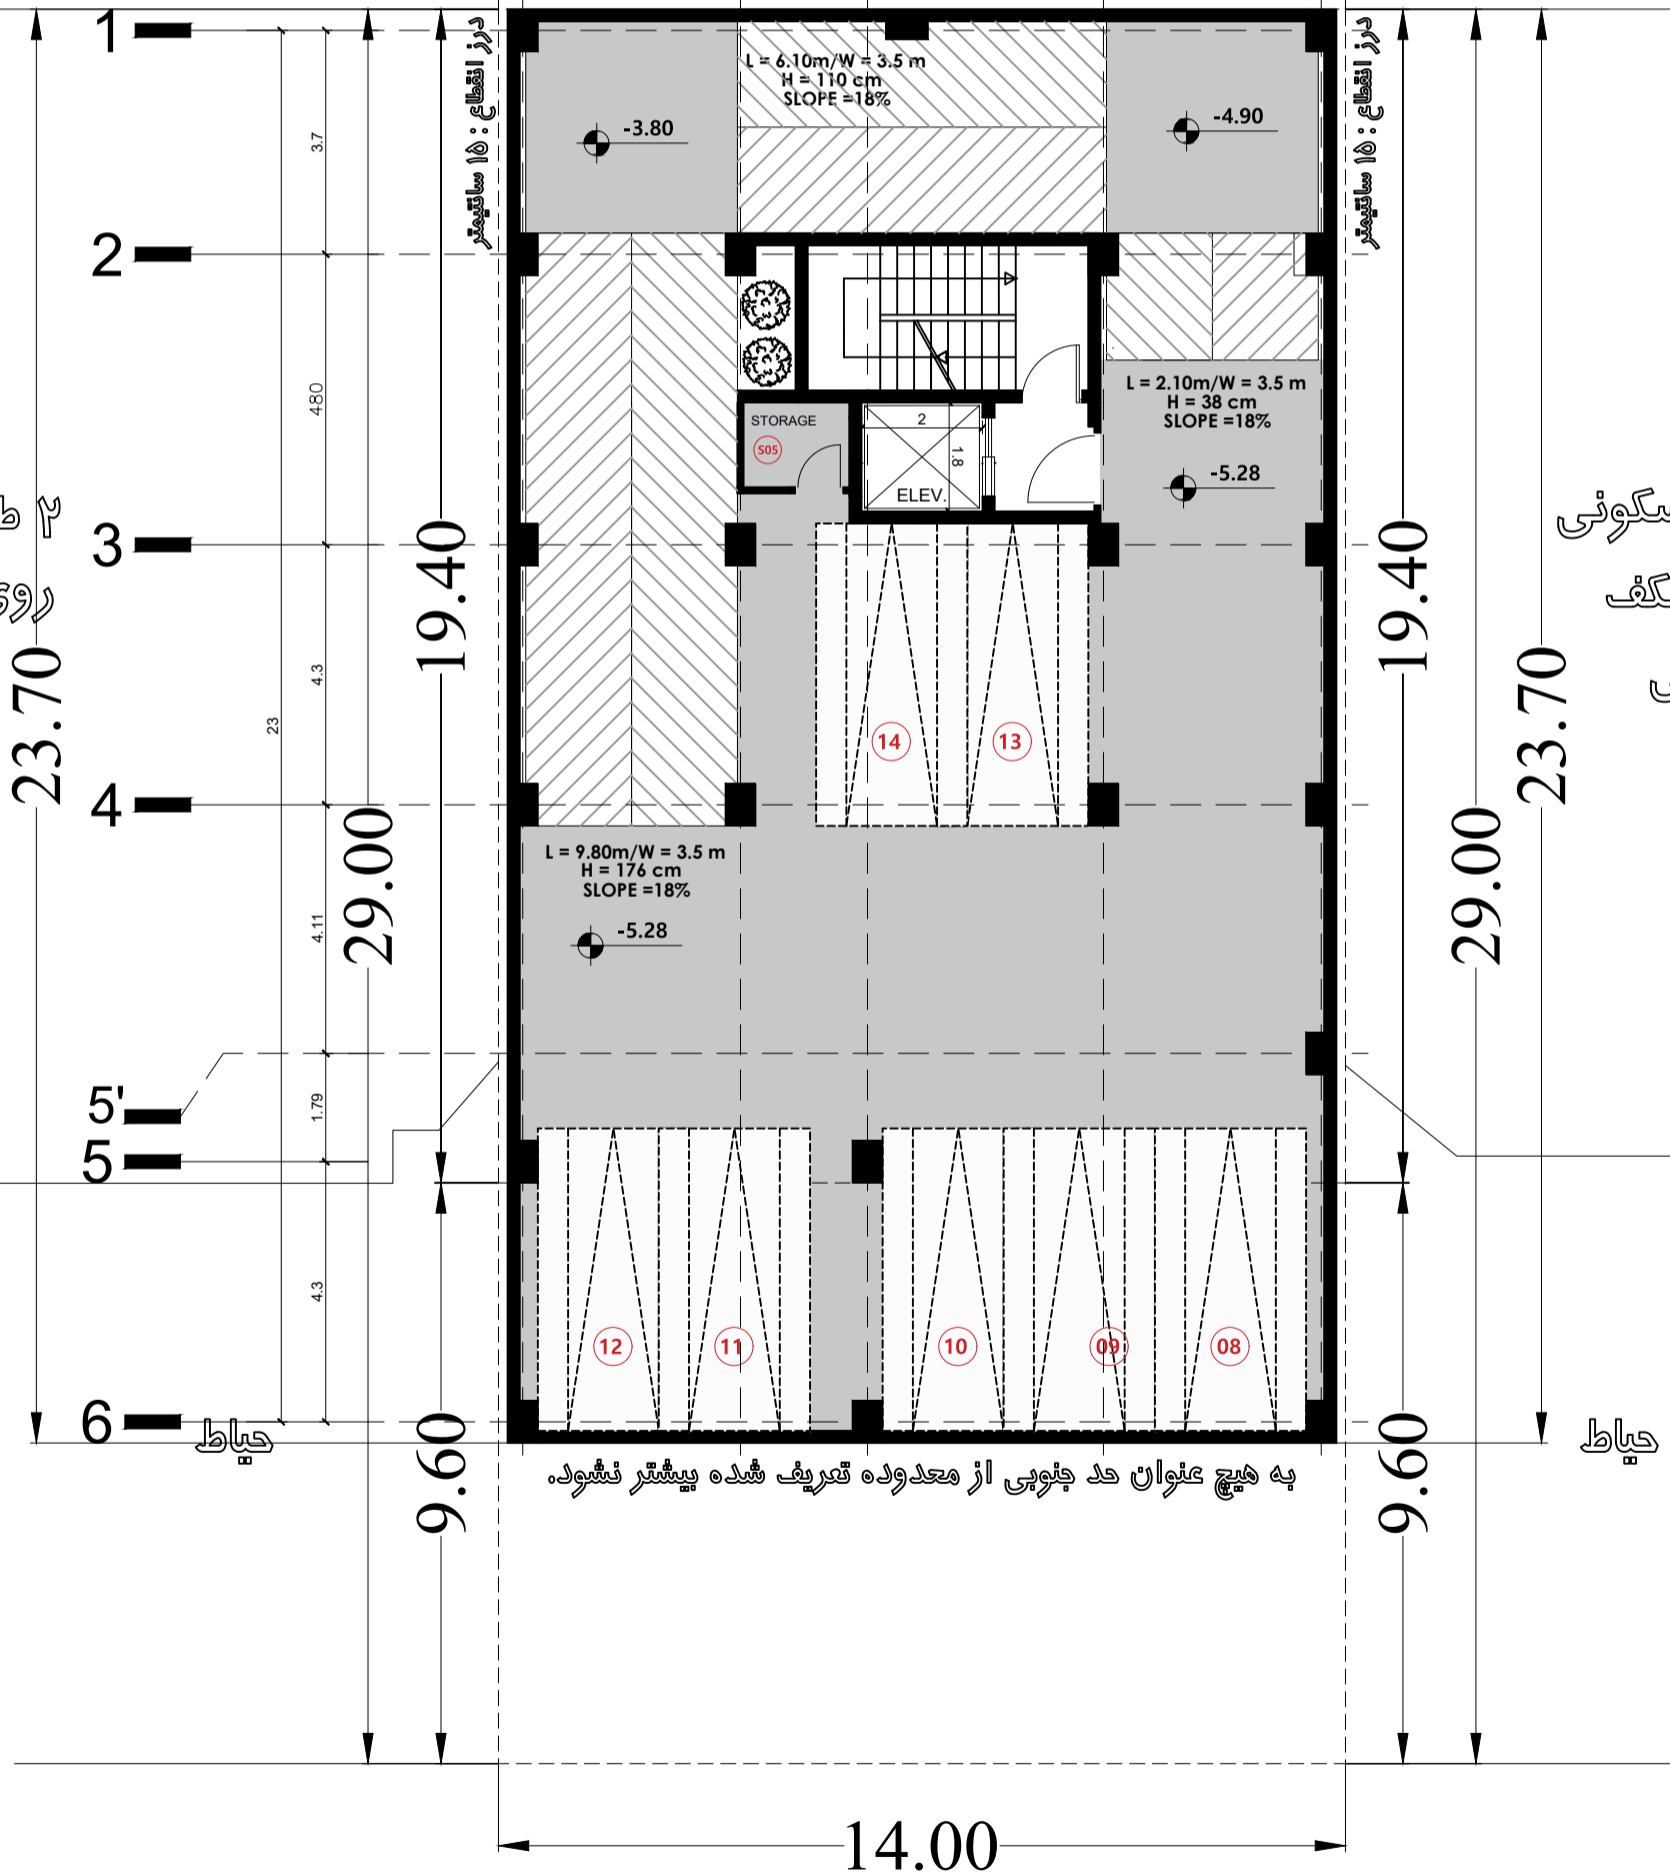 1
2
3
4
5'
5
6
درز انقطاع : ۱۵ سانتیمتر
درز انقطاع : ۱۵ سانتیمتر
L = 6.10m/W = 3.5 m
H = 110 cm
SLOPE =18%
-3.80
-4.90
3.7
4.80
4.3
4.11
1.79
4.3
23
23.70
29.00
19.40
9.60
STORAGE
S05
2
1.8
ELEV.
L = 2.10m/W = 3.5 m
H = 38 cm
SLOPE =18%
-5.28
14
13
L = 9.80m/W = 3.5 m
H = 176 cm
SLOPE =18%
-5.28
12
11
10
09
08
19.40
29.00
23.70
9.60
۲
روی
کف
حیاط
حیاط
به هیچ عنوان حد جنوبی از محدوده تعریف شده بیشتر نشود.
14.00